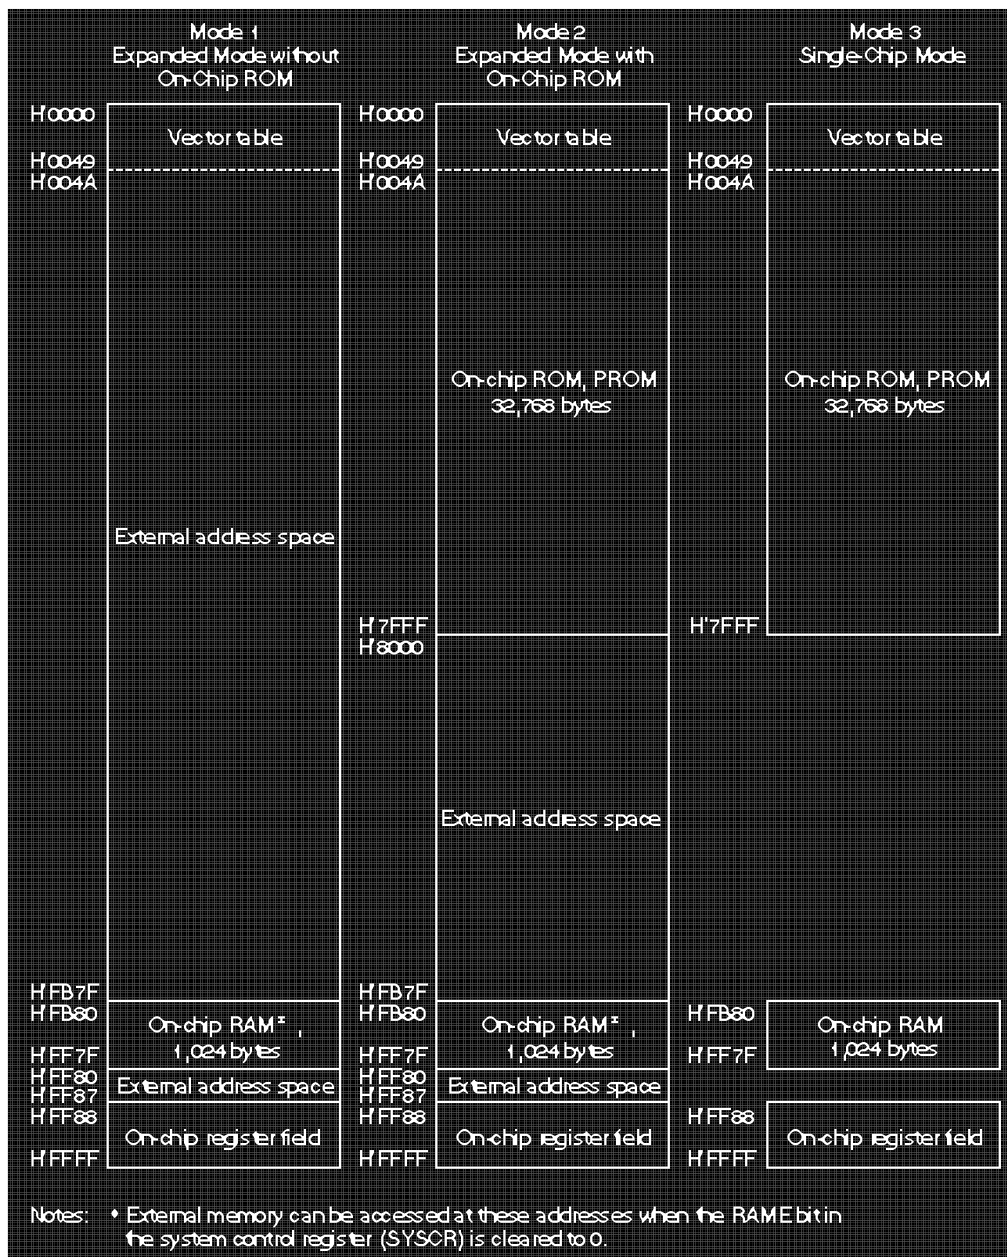 Mode 1
Expanded Mode without
On-Chip ROM
H'0000
Vector table
H'0049
H'004A
External address space
H'FB7F
H'FB80
On-chip RAM*,
1,024 bytes
H'FF7F
H'FF80
External address space
H'FF87
H'FF88
On-chip register field
H'FFFF
Mode 2
Expanded Mode with
On-Chip ROM
H'0000
Vector table
H'0049
H'004A
On-chip ROM, PROM
32,768 bytes
H'7FFF
H'8000
External address space
H'FB7F
H'FB80
On-chip RAM*,
1,024 bytes
H'FF7F
H'FF80
External address space
H'FF87
H'FF88
On-chip register field
H'FFFF
Mode 3
Single-Chip Mode
H'0000
Vector table
H'0049
H'004A
On-chip ROM, PROM
32,768 bytes
H'7FFF
H'FB80
On-chip RAM
1,024 bytes
H'FF7F
H'FF88
On-chip register field
H'FFFF
Notes: * External memory can be accessed at these addresses when the RAME bit in
the system control register (SYSCR) is cleared to 0.